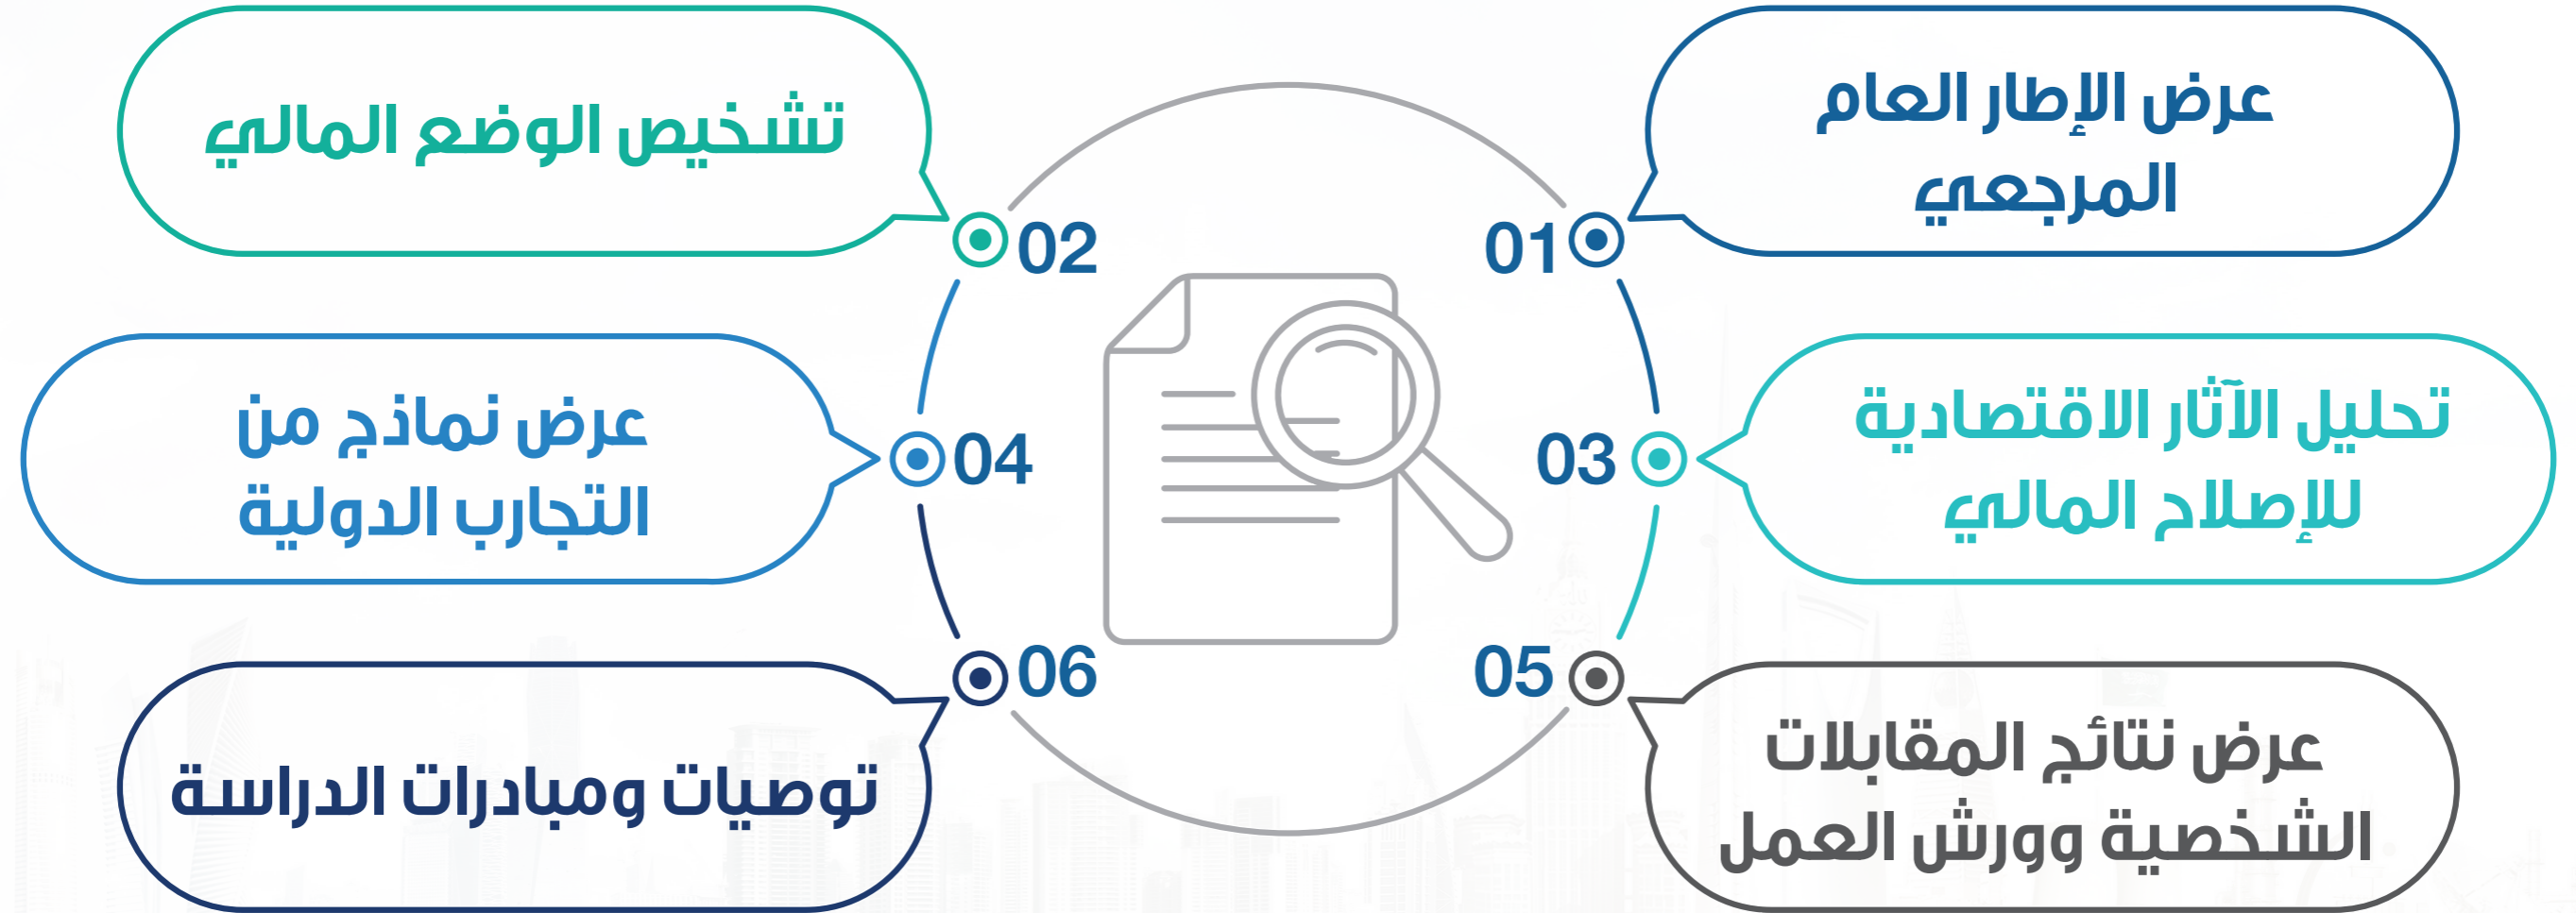 01
عرض الإطار العام
المرجعي
02
تشخيص الوضع المالي
03
تحليل الآثار الاقتصادية
للإصلاح المالي
04
عرض نماذج من
التجارب الدولية
05
عرض نتائج المقابلات
الشخصية وورش العمل
06
توصيات ومبادرات الدراسة